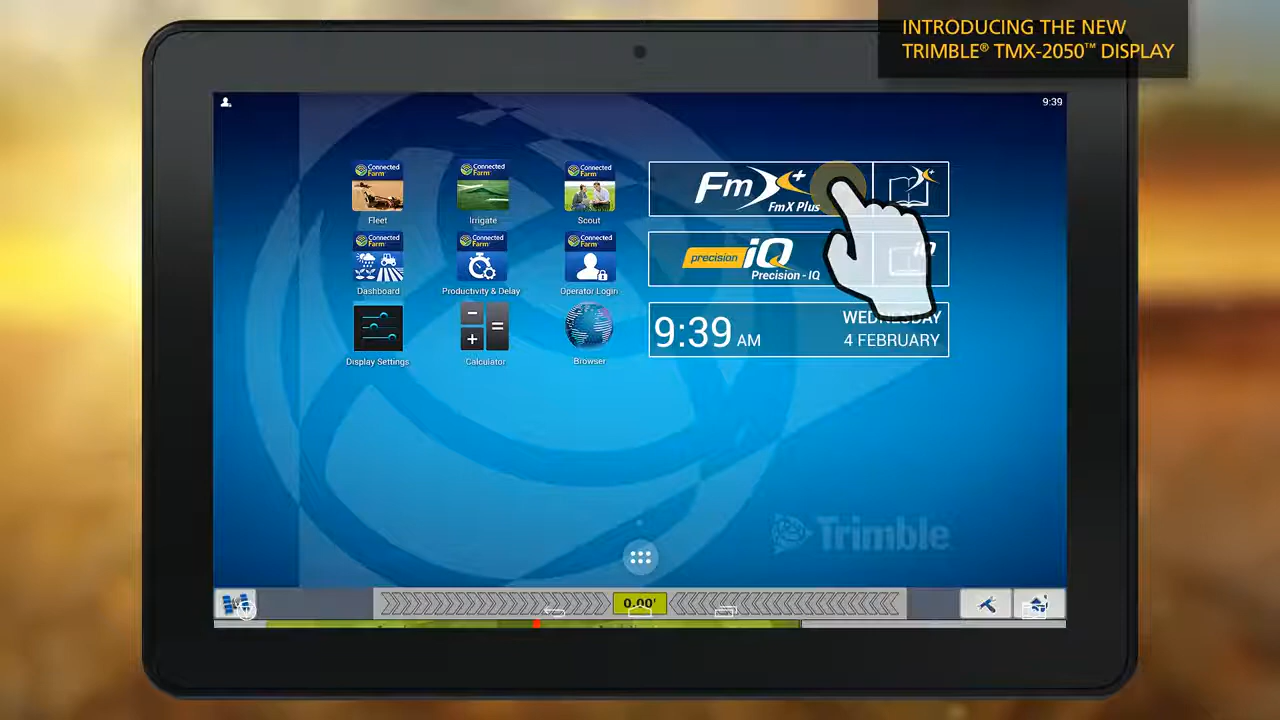 INTRODUCING THE NEW
TRIMBLE® TMX-2050™ DISPLAY
9:39
Connected Farm
Fleet
Connected Farm
Irrigate
Connected Farm
Scout
FmX+
FmX Plus
Connected Farm
Dashboard
Connected Farm
Productivity & Delay
Connected Farm
Operator Login
precision iQ
Precision - IQ
iQ
Display Settings
Calculator
Browser
9:39 AM
WEDNESDAY
4 FEBRUARY
Trimble
0.00'